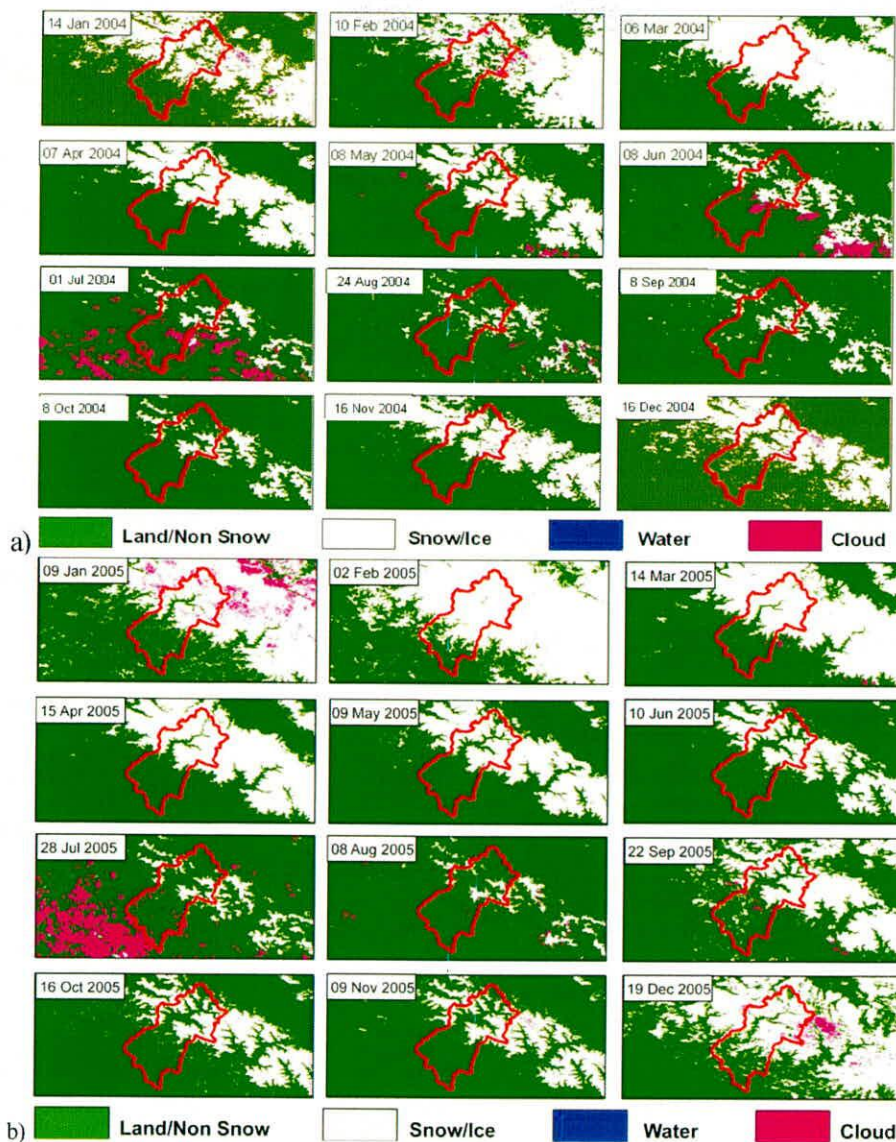 14 Jan 2004 10 Feb 2004 06 Mar 2004
07 Apr 2004 08 May 2004 08 Jun 2004
01 Jul 2004 24 Aug 2004 8 Sep 2004
8 Oct 2004 16 Nov 2004 16 Dec 2004
a) Land/Non Snow Snow/Ice Water Cloud
09 Jan 2005 02 Feb 2005 14 Mar 2005
15 Apr 2005 09 May 2005 10 Jun 2005
28 Jul 2005 08 Aug 2005 22 Sep 2005
16 Oct 2005 09 Nov 2005 19 Dec 2005
b) Land/Non Snow Snow/Ice Water Cloud